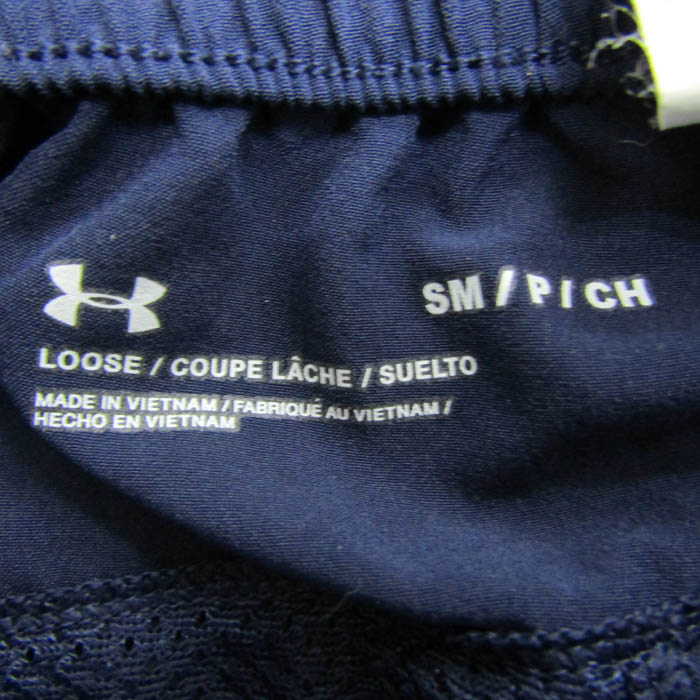 SM / P / CH
LOOSE / COUPE LÂCHE / SUELTO
MADE IN VIETNAM / FABRIQUÉ AU VIETNAM /
HECHO EN VIETNAM